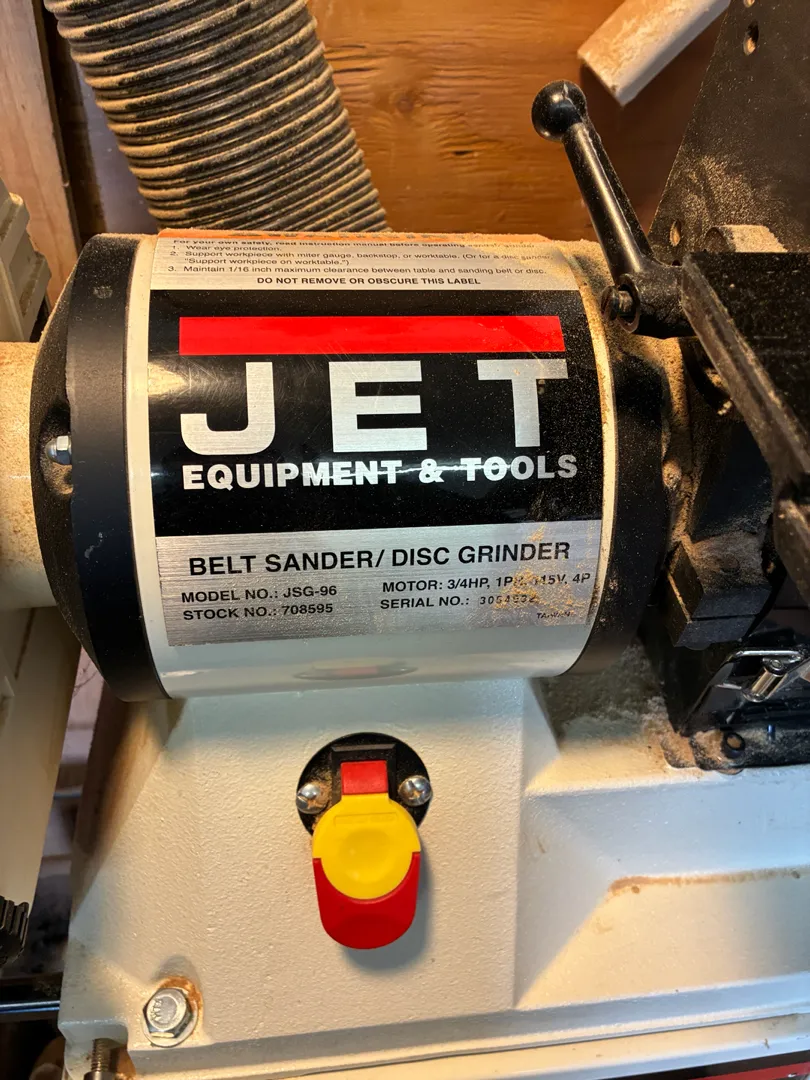 For your own safety, read instruction manual before operating
1. Wear eye protection.
2. Support workpiece with miter gauge, backstop, or worktable. (Or for a disc
"Support workpiece on worktable.")
3. Maintain 1/16 inch maximum clearance between table and sanding belt or disc.
DO NOT REMOVE OR OBSCURE THIS LABEL
JET
EQUIPMENT & TOOLS
BELT SANDER/ DISC GRINDER
MODEL NO.: JSG-96
MOTOR: 3/4HP, 1PH, 115V, 4P
STOCK NO.: 708595
SERIAL NO.:
TAIWAN